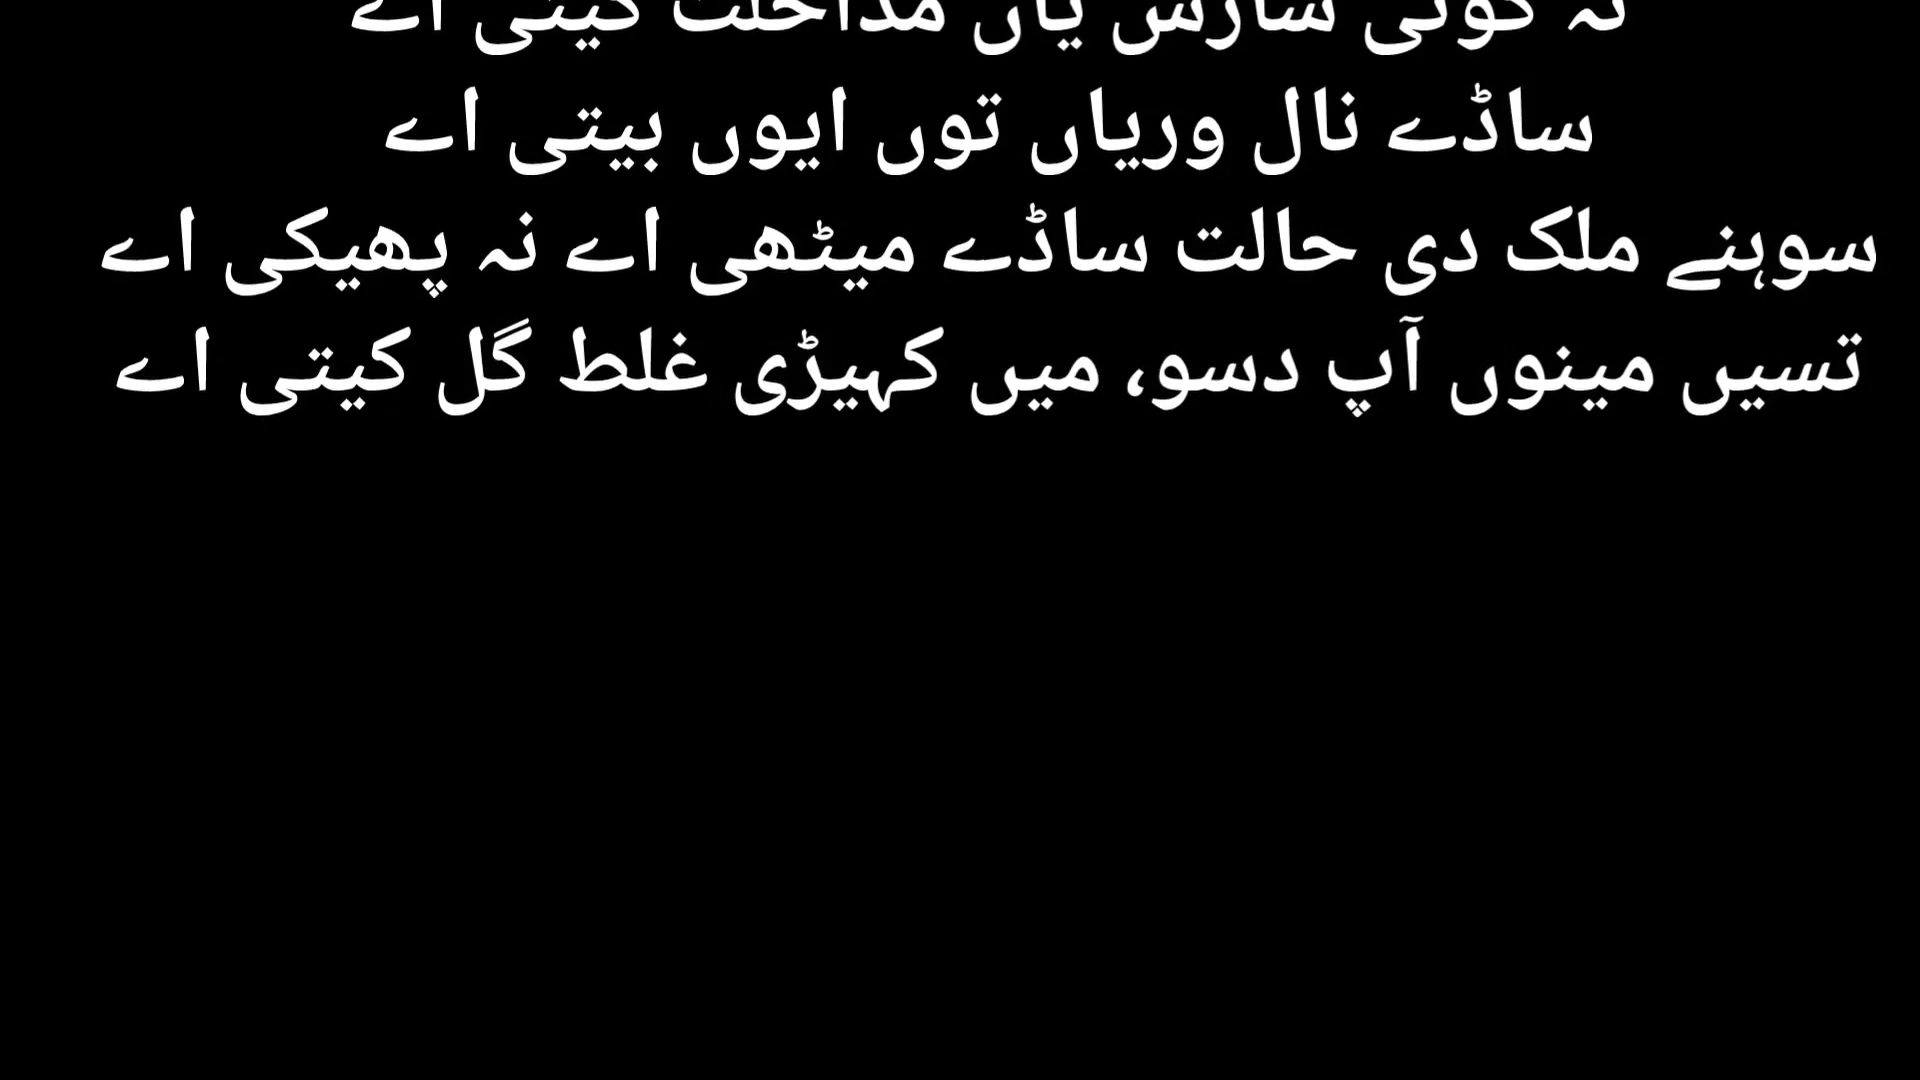 نہ کوئی سازش یاں مداخلت کیتی اے
ساڈے نال وریاں توں ایوں بیتی اے
سوہنے ملک دی حالت ساڈے میٹھی اے نہ پھیکی اے
تسیں مینوں آپ دسو، میں کہیڑی غلط گل کیتی اے